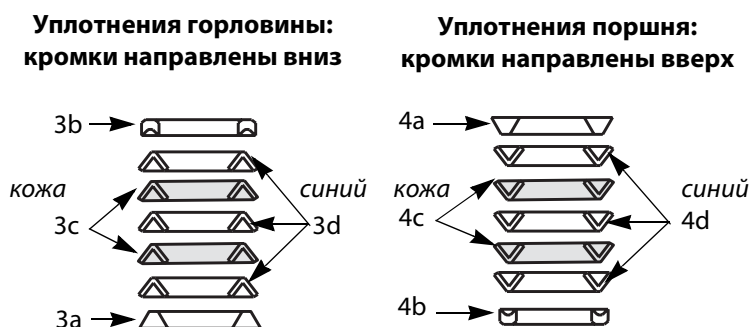 Уплотнения горловины:
кромки направлены вниз
3b
кожа
синий
3c
3d
3a
Уплотнения поршня:
кромки направлены вверх
4a
кожа
синий
4c
4d
4b